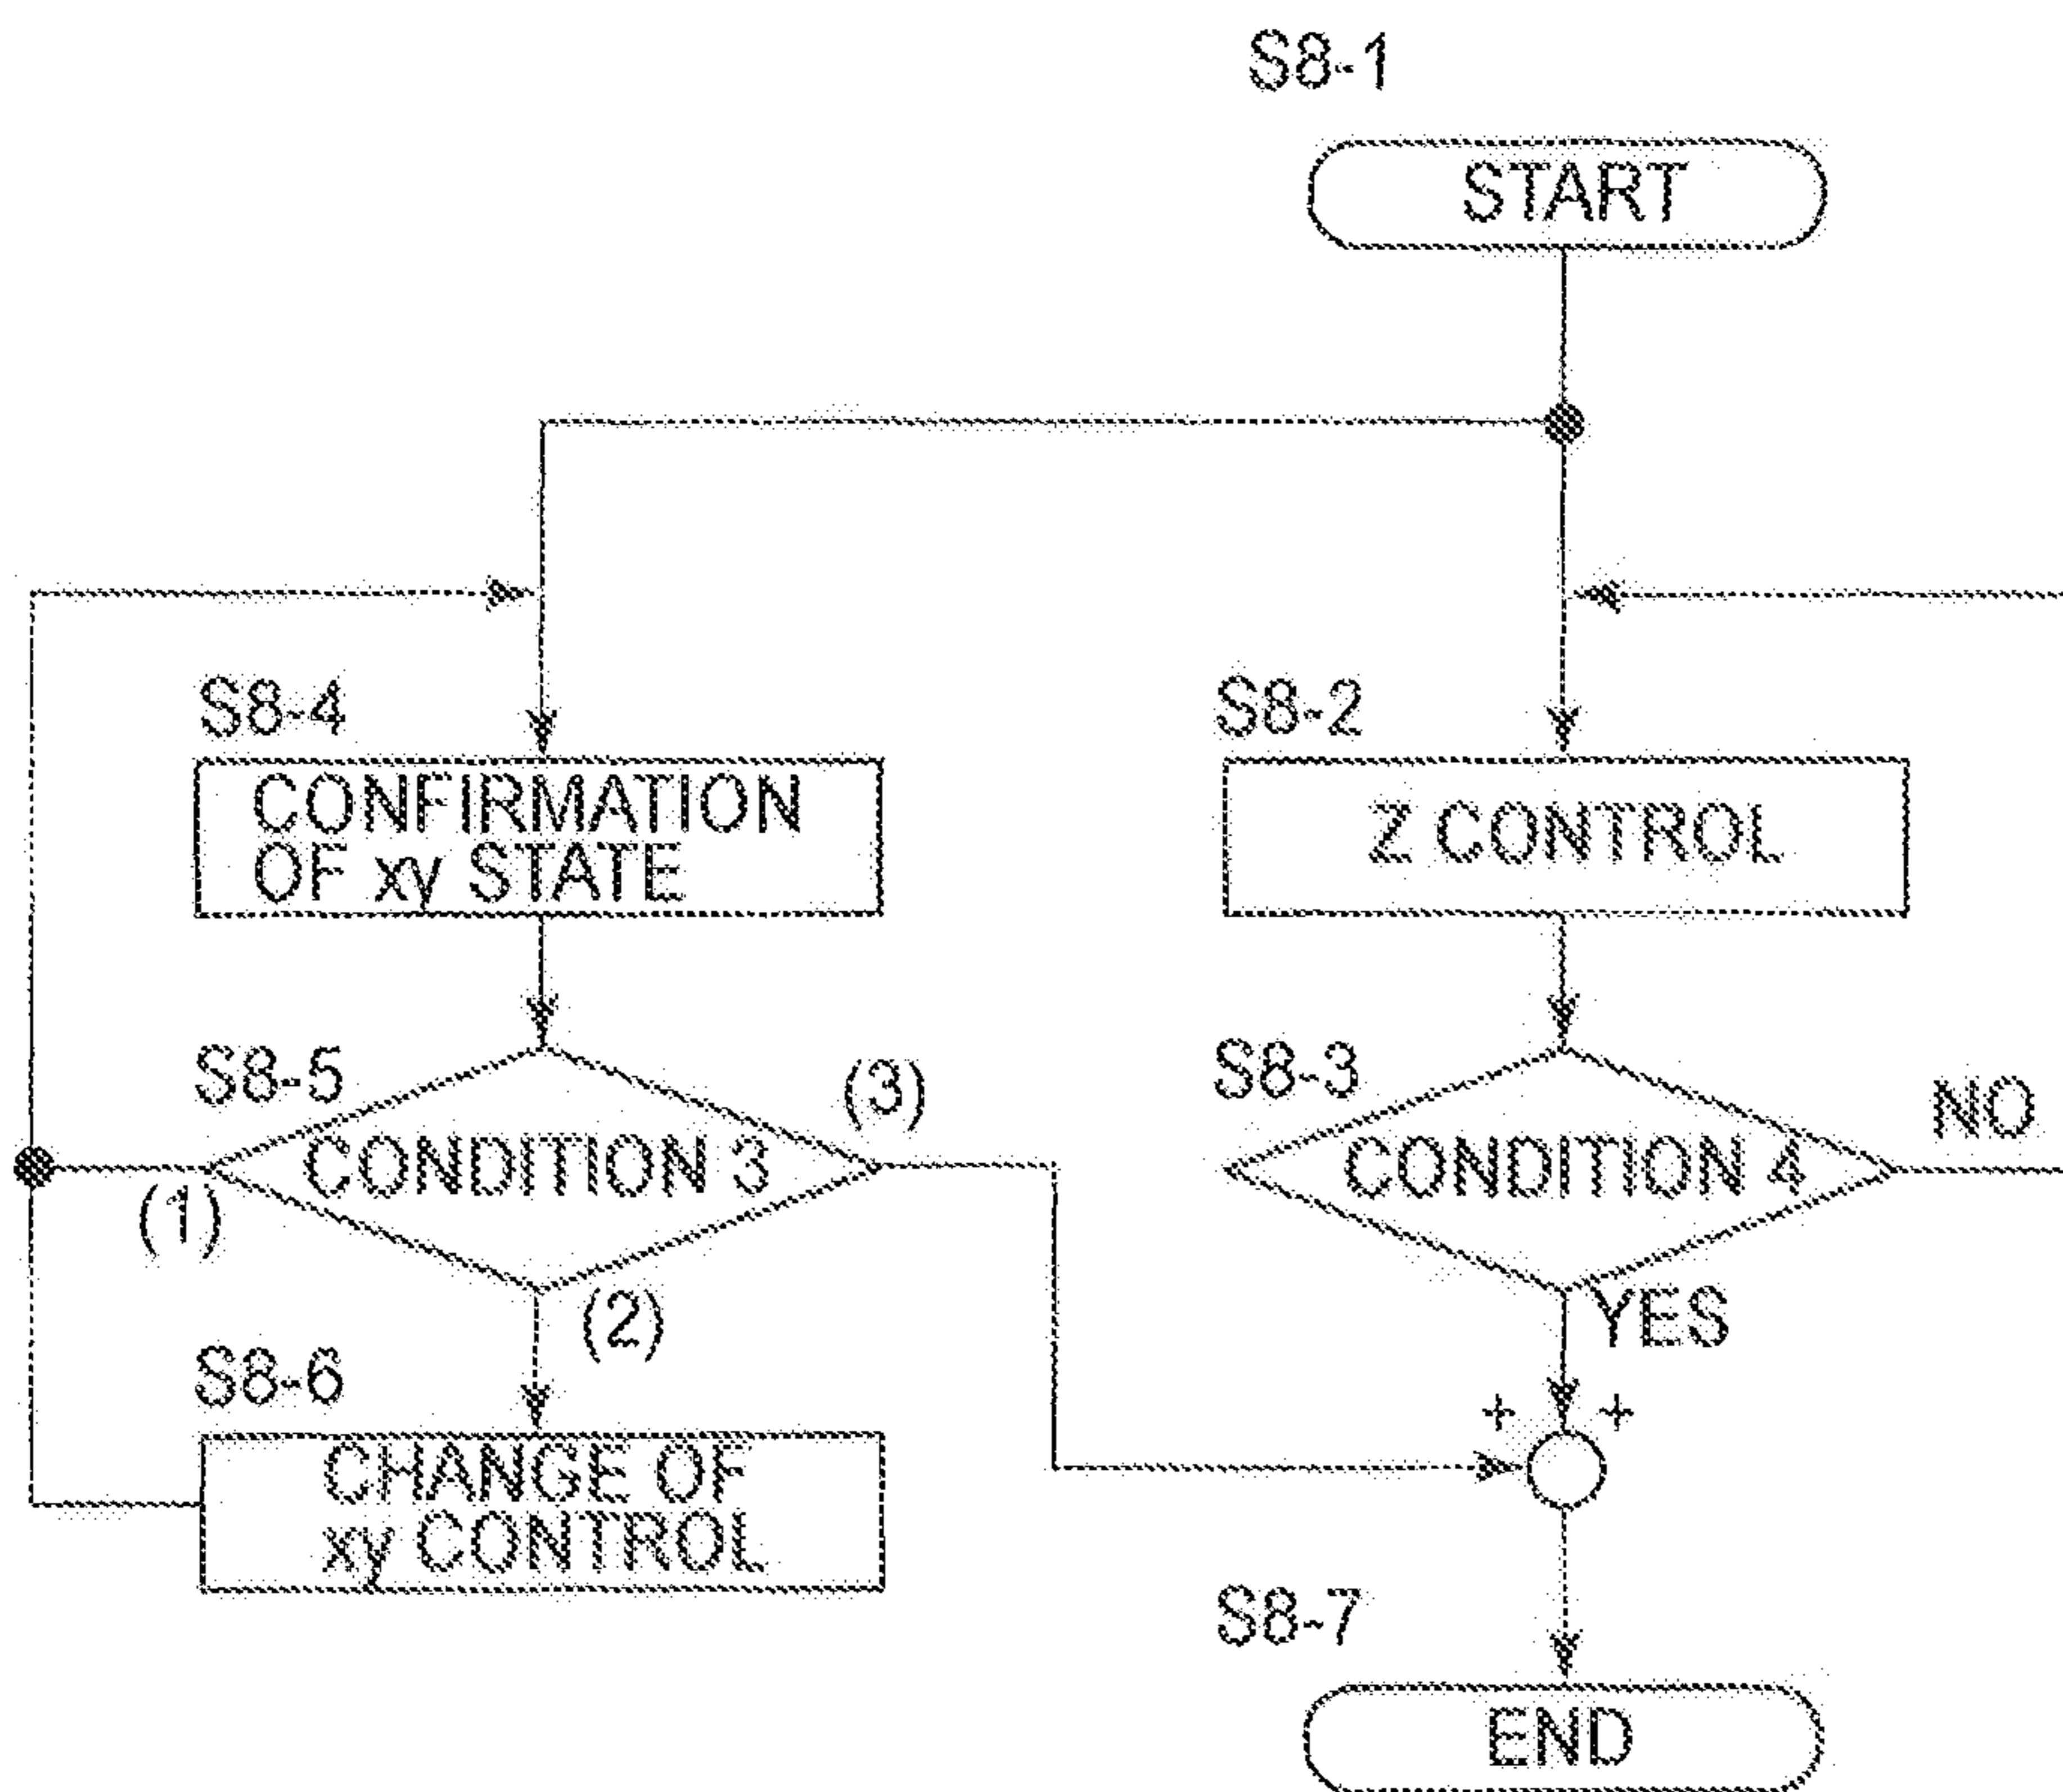 S8-1
START
S8-4
CONFIRMATION
OF xy STATE
S8-2
Z CONTROL
S8-5
CONDITION 3
(1)
(2)
(3)
S8-3
CONDITION 4
NO
YES
S8-6
CHANGE OF
xy CONTROL
+ +
S8-7
END